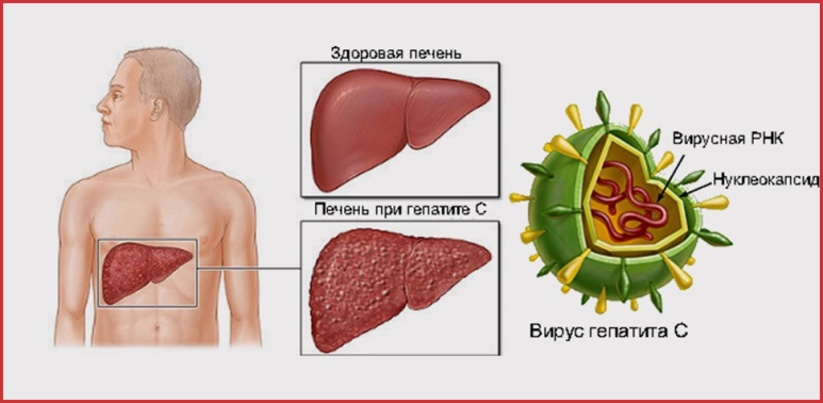 Здоровая печень
Печень при гепатите С
Вирусная РНК
Нуклеокапсид
Вирус гепатита С